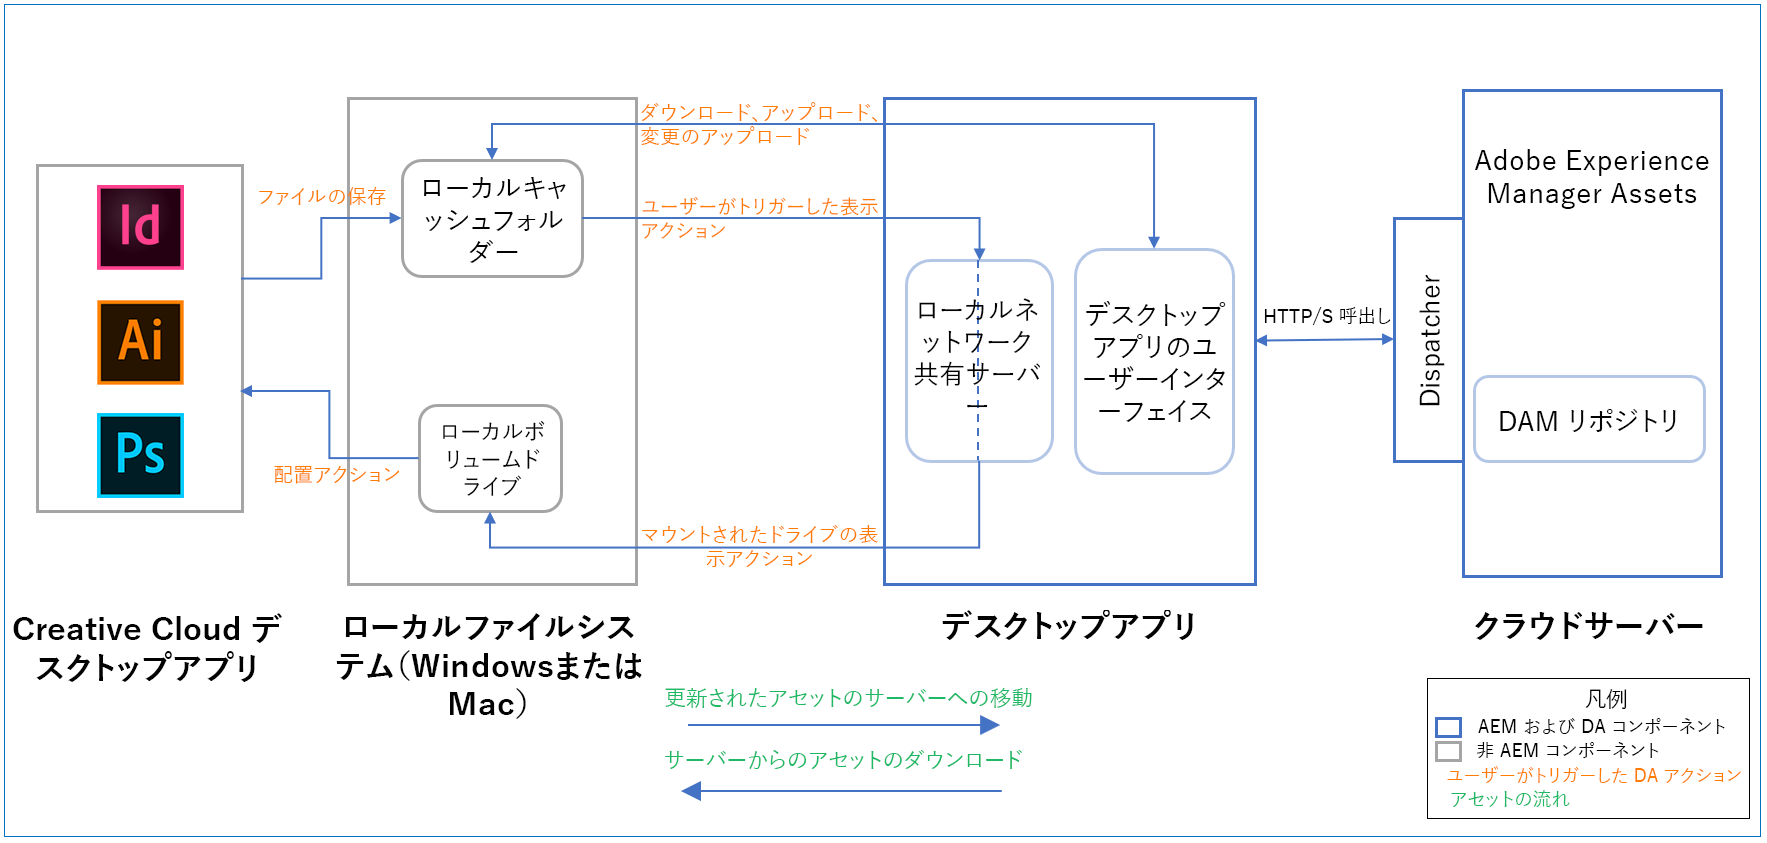 ダウンロード、アップロード、
変更のアップロード
Id
Ai
Ps
ファイルの保存
ローカルキャ
ッシュフォル
ダー
ユーザーがトリガーした表示
アクション
ローカルネ
ットワーク
共有サーバ
ー
デスクトップ
アプリのユ
ーザーインタ
ーフェイス
HTTP/S 呼出し
Dispatcher
Adobe Experience
Manager Assets
DAM リポジトリ
配置アクション
ローカルボ
リュームド
ライブ
マウントされたドライブの表
示アクション
Creative Cloud デ
スクトップアプリ
ローカルファイルシス
テム（Windowsまたは
Mac）
デスクトップアプリ
クラウドサーバー
更新されたアセットのサーバーへの移動
サーバーからのアセットのダウンロード
凡例
AEM および DA コンポーネント
非 AEM コンポーネント
ユーザーがトリガーした DA アクション
アセットの流れ